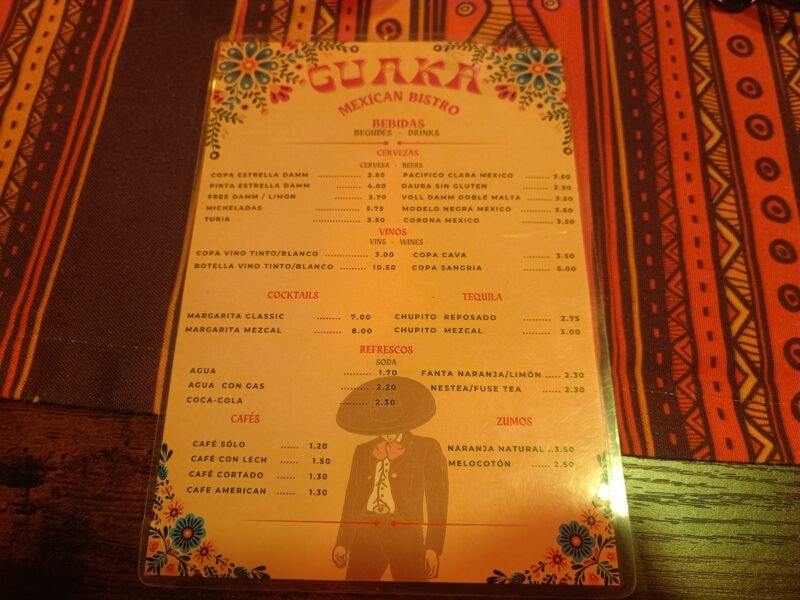 GUAKA
MEXICAN BISTRO
BEBIDAS
BEGUDES - DRINKS
CERVEZAS
CERVESA - BEERS
COPA ESTRELLA DAMM ................ 2.50 PACIFICO CLARA MEXICO ........ 3.50
PINTA ESTRELLA DAMM ........ 4.00 DAURA SIN GLUTEN ........ 3.50
FREE DAMM / LIMON ........ 2.70 VOLL DAMM DOBLE MALTA ........ 3.50
MICHELADAS ............... 5.75 MODELO NEGRA MEXICO ........ 3.60
TURIA ................ 3.50 CORONA MEXICO ........ 3.50
VINOS
VINS - WINES
COPA VINO TINTO/BLANCO ............... 3.00 COPA CAVA ........ 3.50
BOTELLA VINO TINTO/BLANCO ........ 10.50 COPA SANGRIA ........ 6.00
COCKTAILS TEQUILA
MARGARITA CLASSIC ........ 7.00 CHUPITO REPOSADO ........ 2.75
MARGARITA MEZCAL ........ 8.00 CHUPITO MEZCAL ........ 3.00
REFRESCOS
SODA
AGUA ........ 1.70 FANTA NARANJA/LIMÓN ..... 2.30
AGUA CON GAS ........ 2.20 NESTEA/FUSE TEA ........ 2.30
COCA-COLA ........ 2.30
CAFÉS ZUMOS
CAFÉ SÓLO ...... 1.20 NARANJA NATURAL ..3.50
CAFÉ CON LECH ...... 1.50 MELOCOTÓN ...... 2.50
CAFÉ CORTADO ...... 1.30
CAFE AMERICAN ...... 1.30